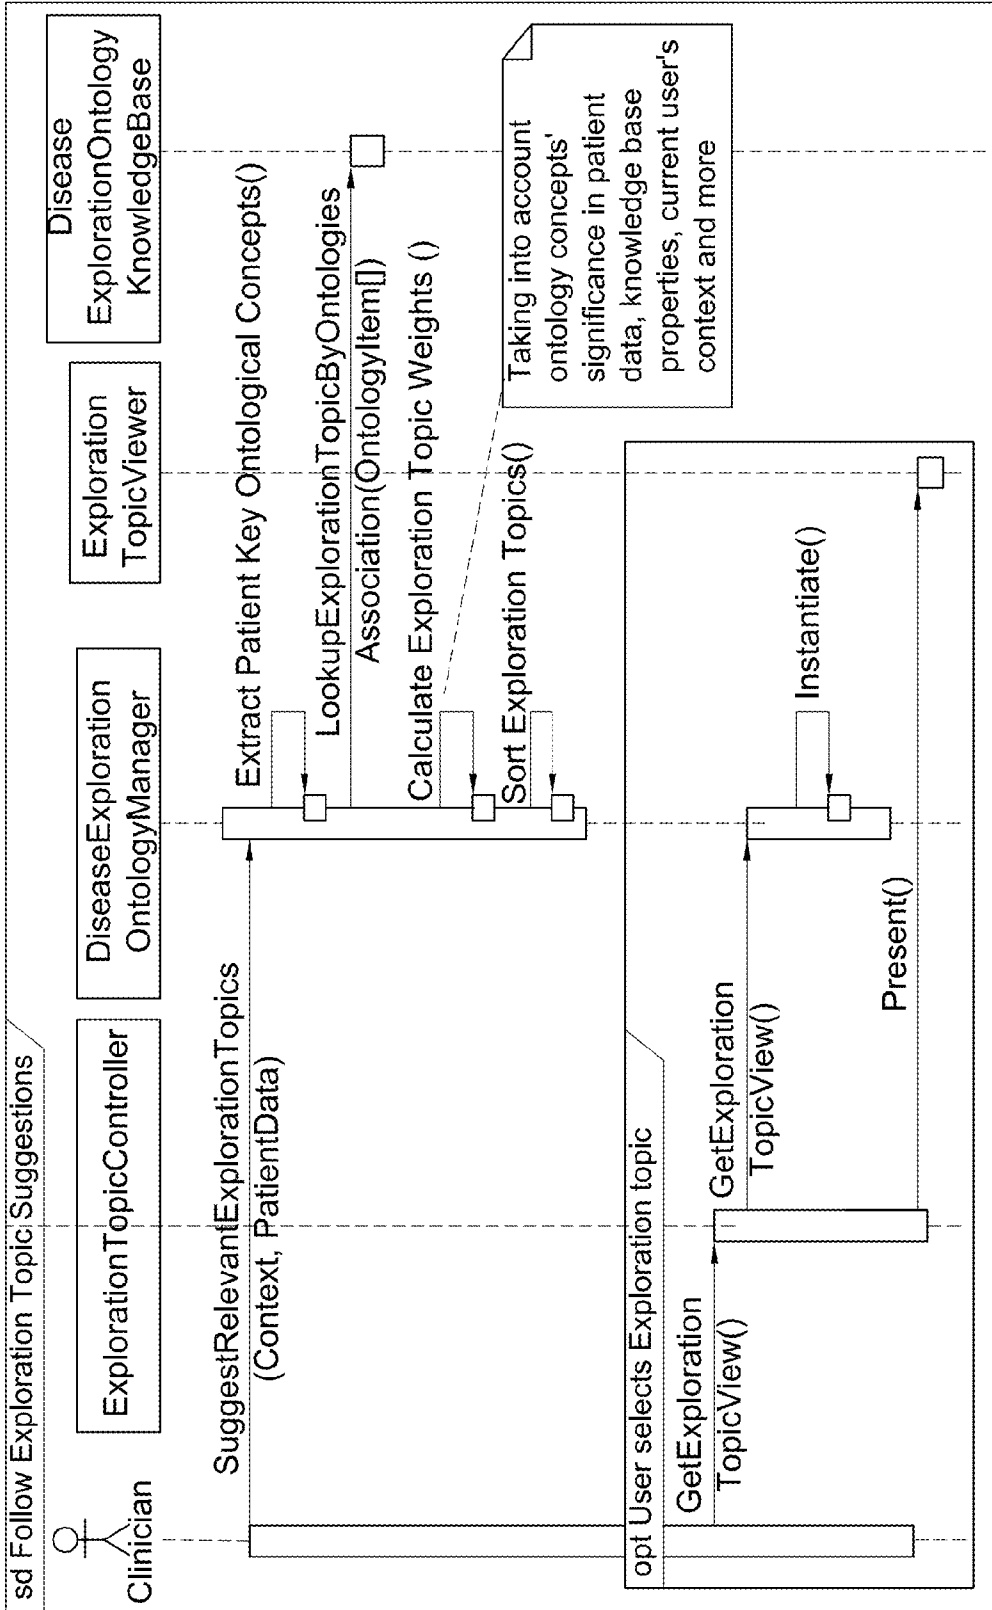 sd Follow Exploration Topic Suggestions
Clinician
ExplorationTopicController
DiseaseExploration
OntologyManager
Exploration
TopicViewer
Disease
ExplorationOntology
KnowledgeBase
SuggestRelevantExplorationTopics
(Context, PatientData)
Extract Patient Key Ontological Concepts()
LookupExplorationTopicByOntologies
Association(OntologyItem[])
Calculate Exploration Topic Weights ()
Sort Exploration Topics()
Taking into account
ontology concepts'
significance in patient
data, knowledge base
properties, current user's
context and more
opt User selects Exploration topic
GetExploration
TopicView()
GetExploration
TopicView()
Instantiate()
Present()